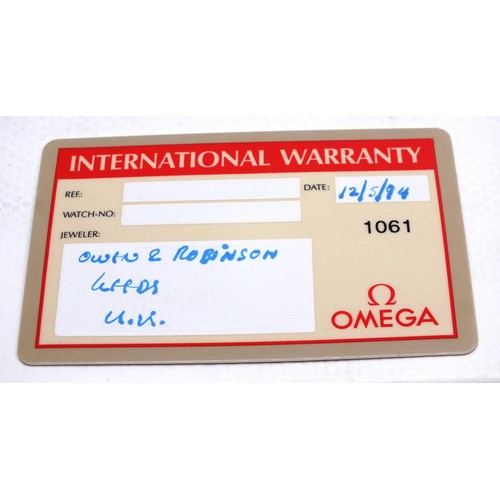 INTERNATIONAL WARRANTY
REF:
DATE: 12/5/94
WATCH-NO:
1061
JEWELER:
OWEN & ROBINSON
LEEDS
U.K.
Ω
OMEGA